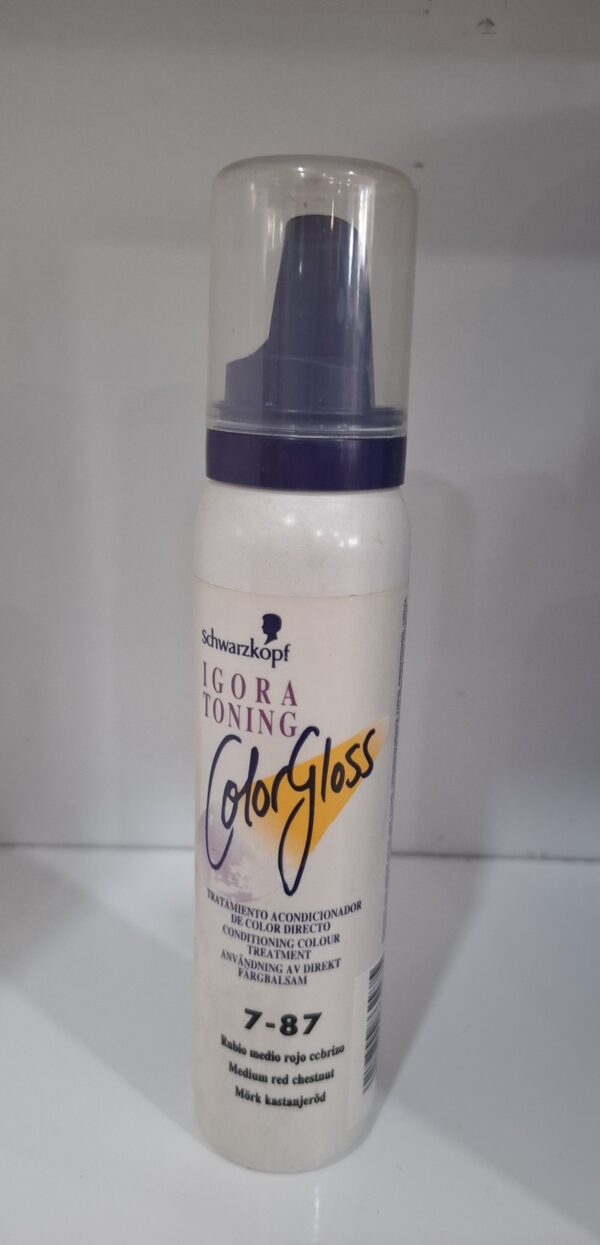 Schwarzkopf
IGORA
TONING
ColorGloss
TRATAMIENTO ACONDICIONADOR
DE COLOR DIRECTO
CONDITIONING COLOUR
TREATMENT
ANVÄNDNING AV DIREKT
FÄRGBALSAM
7-87
Rubio medio rojo ccbrizo
Medium red chestnut
Mörk kastanjeröd